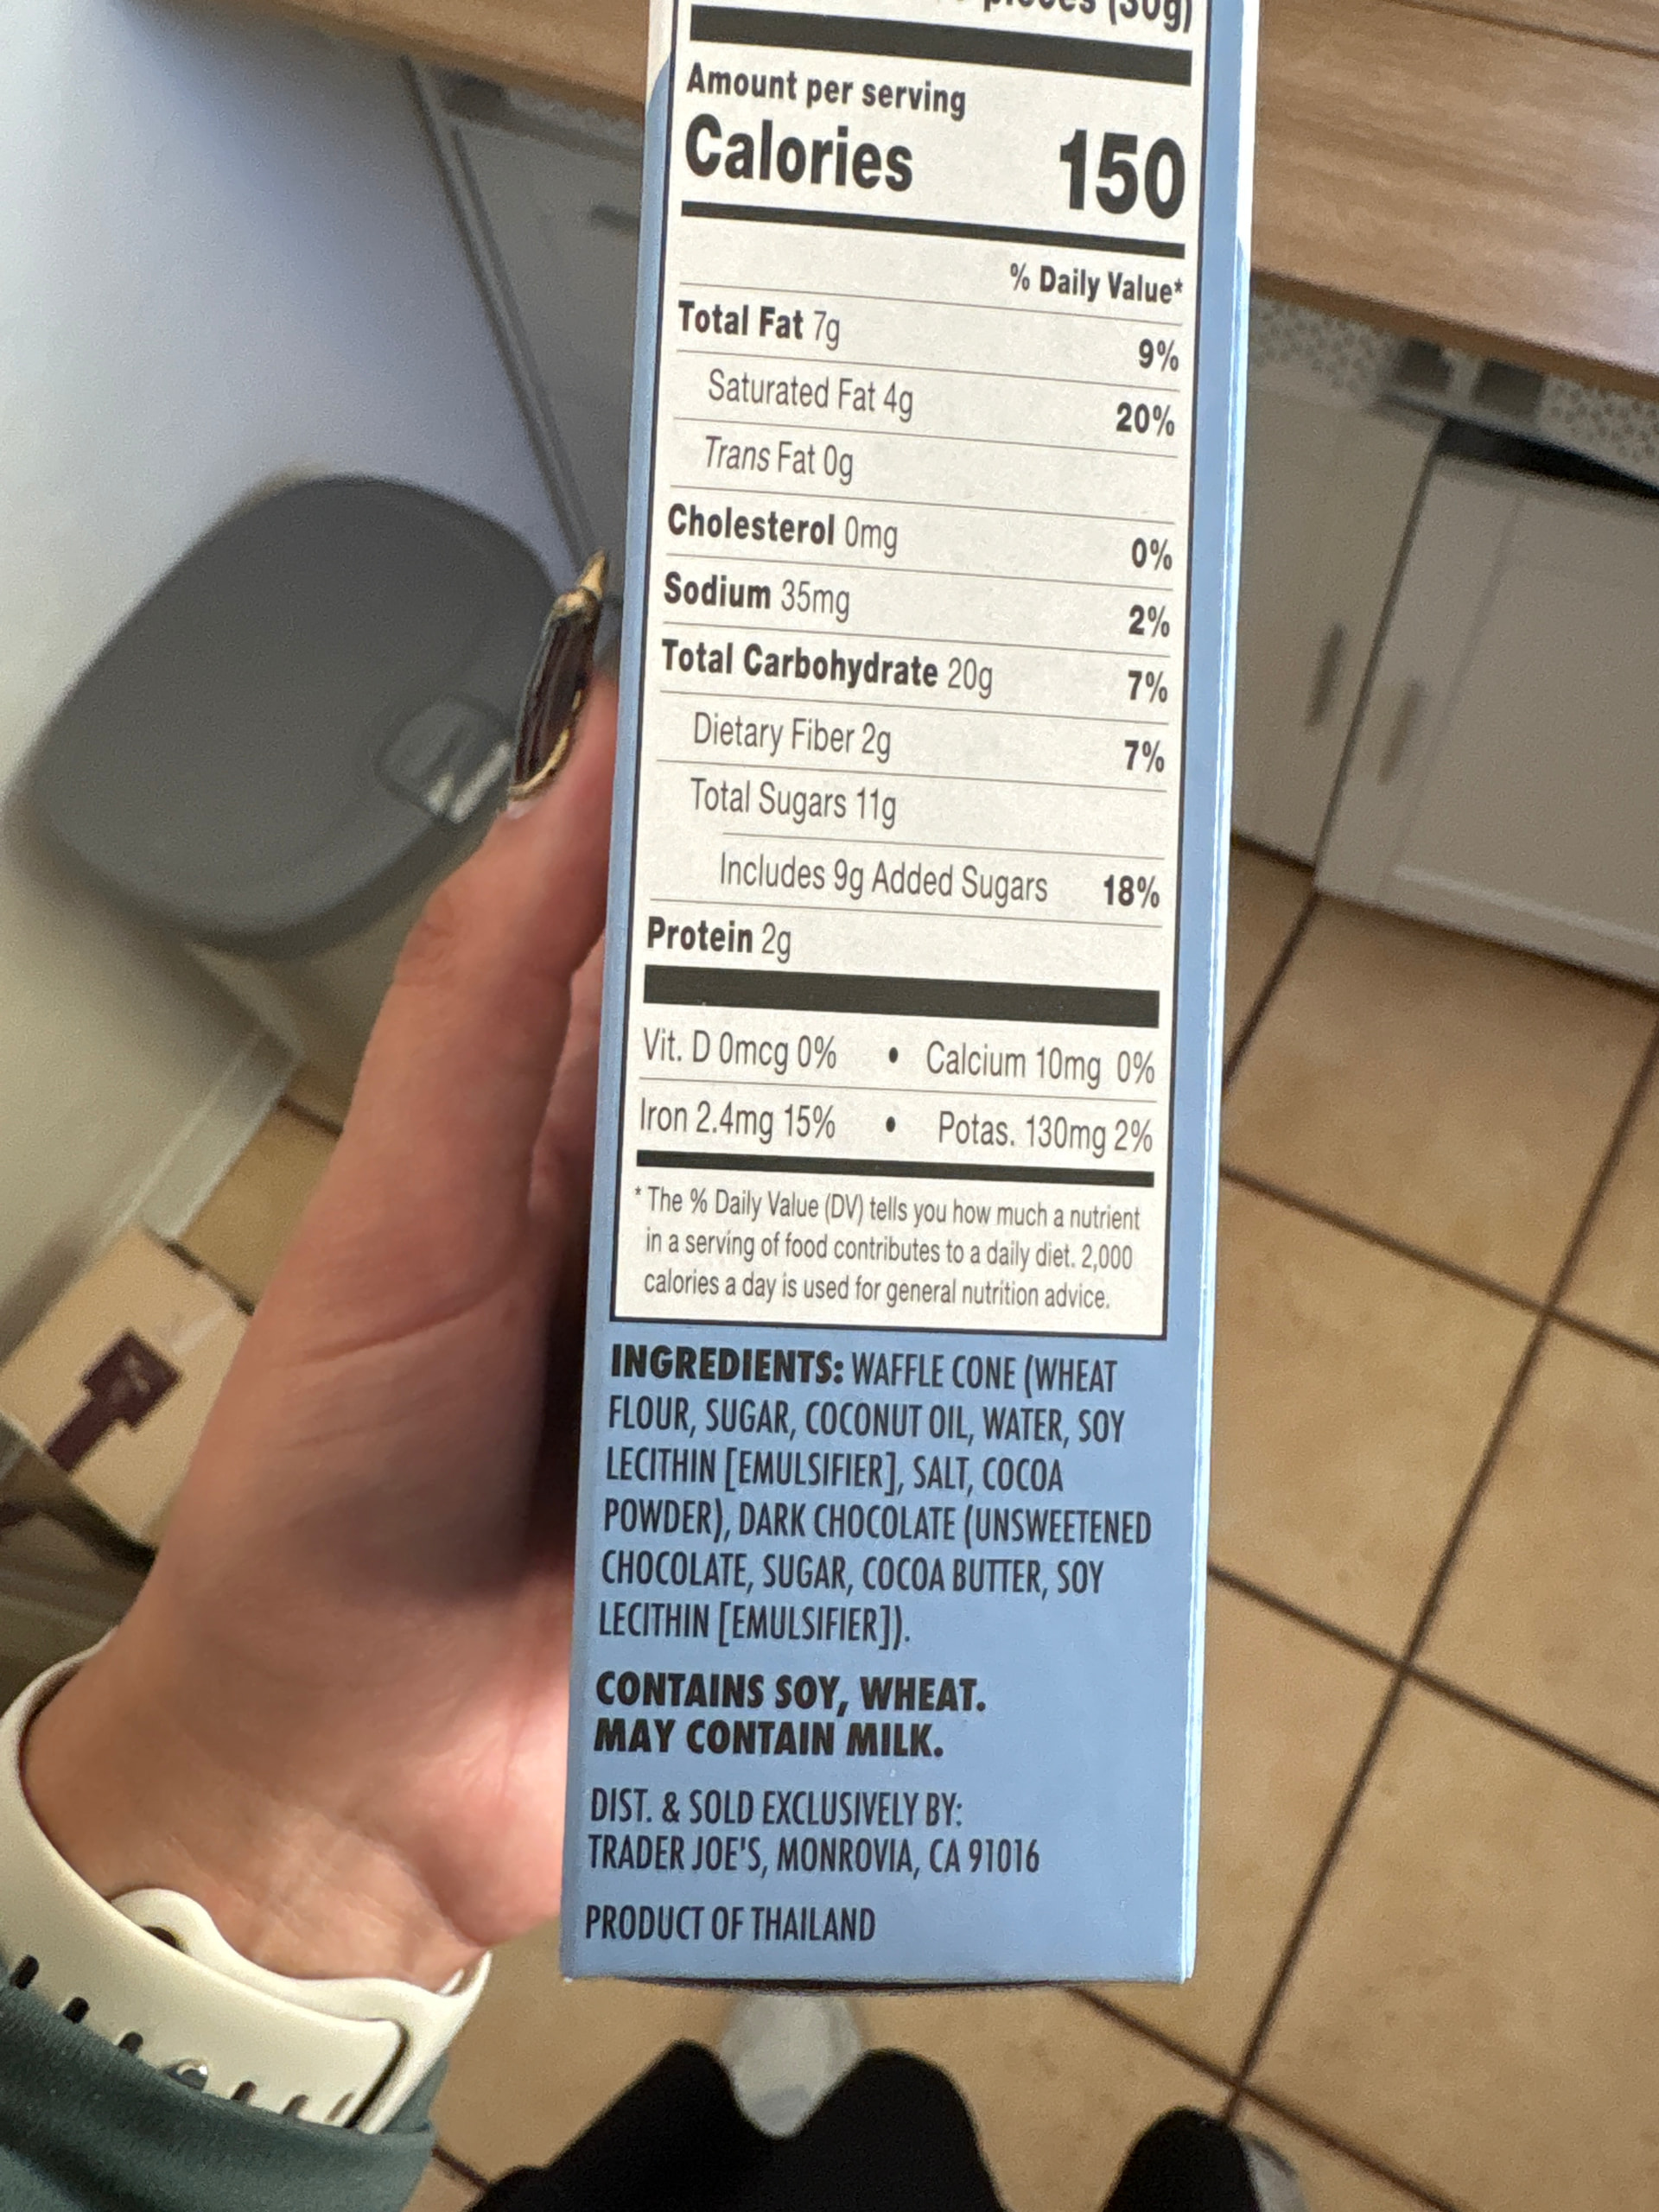 pieces (30g)
Amount per serving
Calories 150
% Daily Value*
Total Fat 7g 9%
Saturated Fat 4g 20%
Trans Fat 0g
Cholesterol 0mg 0%
Sodium 35mg 2%
Total Carbohydrate 20g 7%
Dietary Fiber 2g 7%
Total Sugars 11g
Includes 9g Added Sugars 18%
Protein 2g
Vit. D 0mcg 0% • Calcium 10mg 0%
Iron 2.4mg 15% • Potas. 130mg 2%
* The % Daily Value (DV) tells you how much a nutrient
in a serving of food contributes to a daily diet. 2,000
calories a day is used for general nutrition advice.
INGREDIENTS: WAFFLE CONE (WHEAT
FLOUR, SUGAR, COCONUT OIL, WATER, SOY
LECITHIN [EMULSIFIER], SALT, COCOA
POWDER), DARK CHOCOLATE (UNSWEETENED
CHOCOLATE, SUGAR, COCOA BUTTER, SOY
LECITHIN [EMULSIFIER]).
CONTAINS SOY, WHEAT.
MAY CONTAIN MILK.
DIST. & SOLD EXCLUSIVELY BY:
TRADER JOE'S, MONROVIA, CA 91016
PRODUCT OF THAILAND